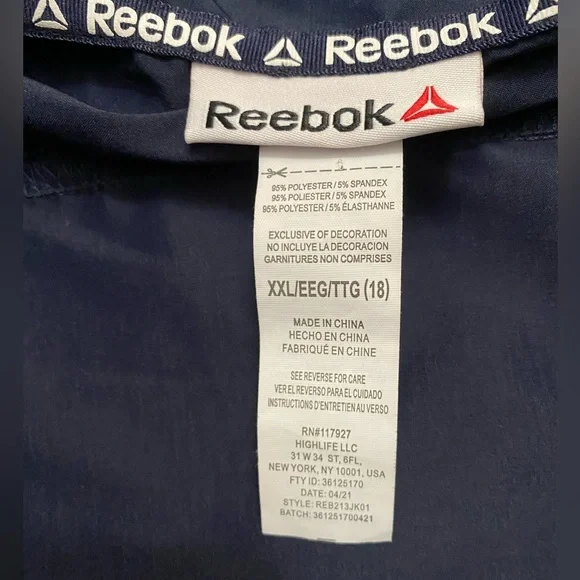 Reebok Reebok
Reebok
95% POLYESTER / 5% SPANDEX
95% POLIESTER / 5% SPANDEX
95% POLYESTER / 5% ÉLASTHANNE
EXCLUSIVE OF DECORATION
NO INCLUYE LA DECORACION
GARNITURES NON COMPRISES
XXL/EEG/TTG (18)
MADE IN CHINA
HECHO EN CHINA
FABRIQUÉ EN CHINE
SEE REVERSE FOR CARE
VER EL REVERSO PARA EL CUIDADO
INSTRUCTIONS D'ENTRETIEN AU VERSO
RN#117927
HIGHLIFE LLC
31 W 34 ST, 6FL,
NEW YORK, NY 10001, USA
FTY ID: 36125170
DATE: 04/21
STYLE: REB213JK01
BATCH: 361251700421